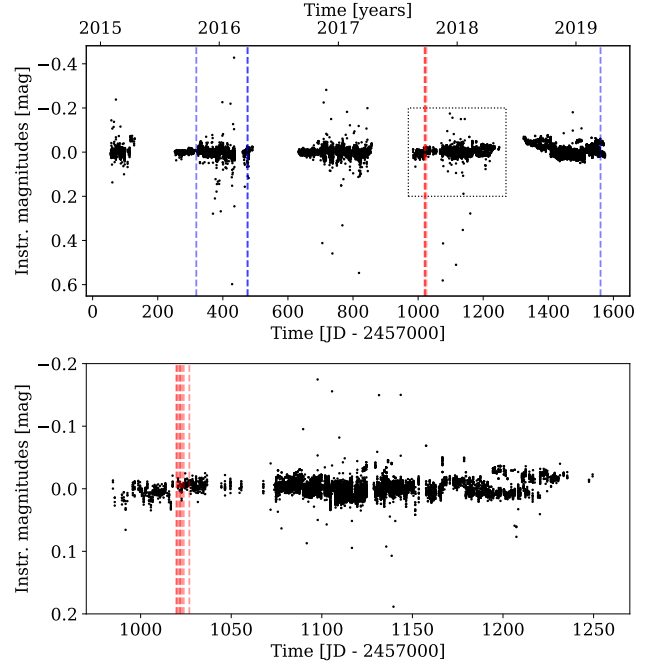 Time [years]
2015 2016 2017 2018 2019
−0.4
−0.2
0.0
0.2
0.4
0.6
Instr. magnitudes [mag]
0 200 400 600 800 1000 1200 1400 1600
Time [JD - 2457000]
−0.2
−0.1
0.0
0.1
0.2
Instr. magnitudes [mag]
1000 1050 1100 1150 1200 1250
Time [JD - 2457000]